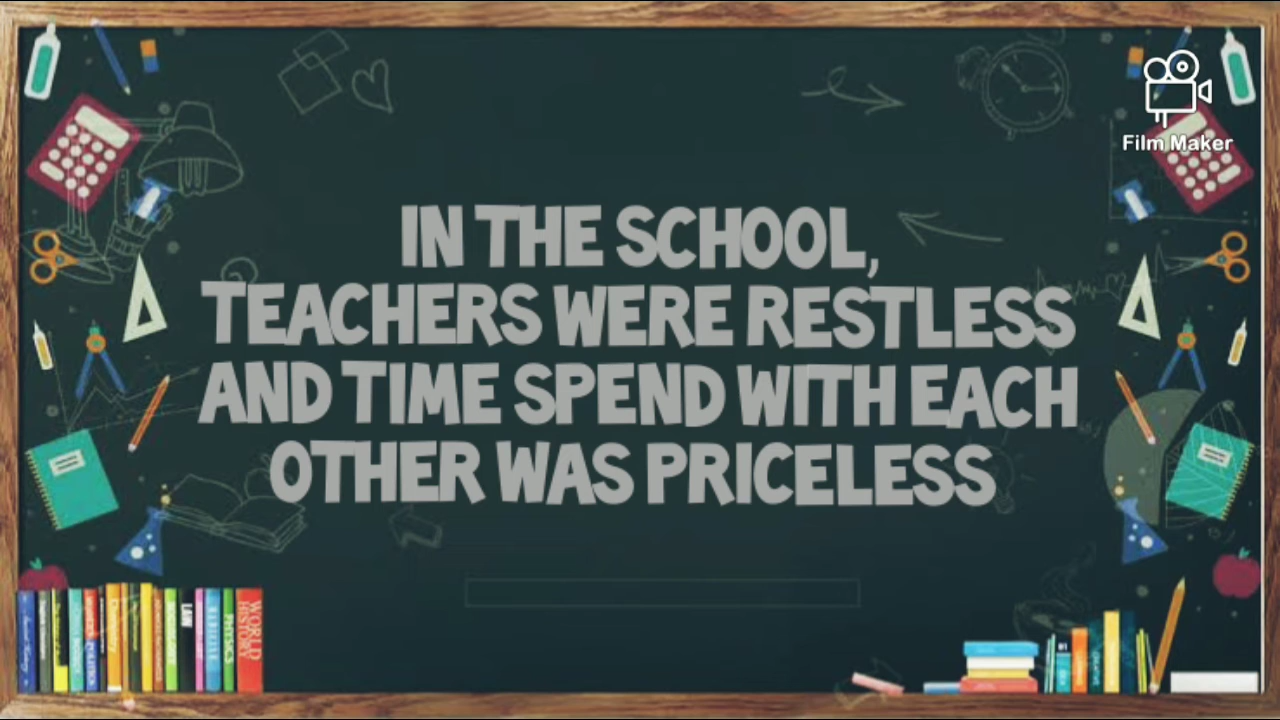 Film Maker
IN THE SCHOOL,
TEACHERS WERE RESTLESS
AND TIME SPEND WITH EACH
OTHER WAS PRICELESS
LAW
PHYSICS
WORLD
HISTORY